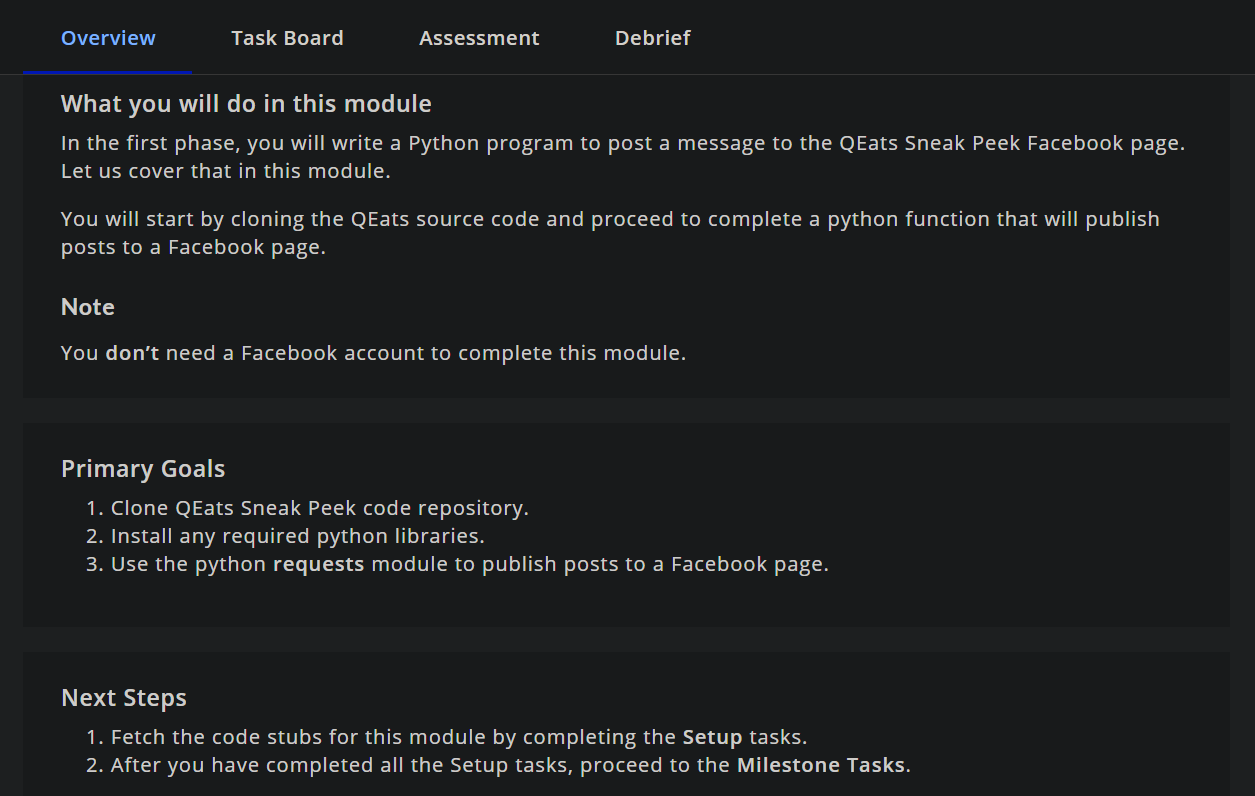 Overview Task Board Assessment Debrief
What you will do in this module
In the first phase, you will write a Python program to post a message to the QEats Sneak Peek Facebook page.
Let us cover that in this module.
You will start by cloning the QEats source code and proceed to complete a python function that will publish
posts to a Facebook page.
Note
You don’t need a Facebook account to complete this module.
Primary Goals
1. Clone QEats Sneak Peek code repository.
2. Install any required python libraries.
3. Use the python requests module to publish posts to a Facebook page.
Next Steps
1. Fetch the code stubs for this module by completing the Setup tasks.
2. After you have completed all the Setup tasks, proceed to the Milestone Tasks.